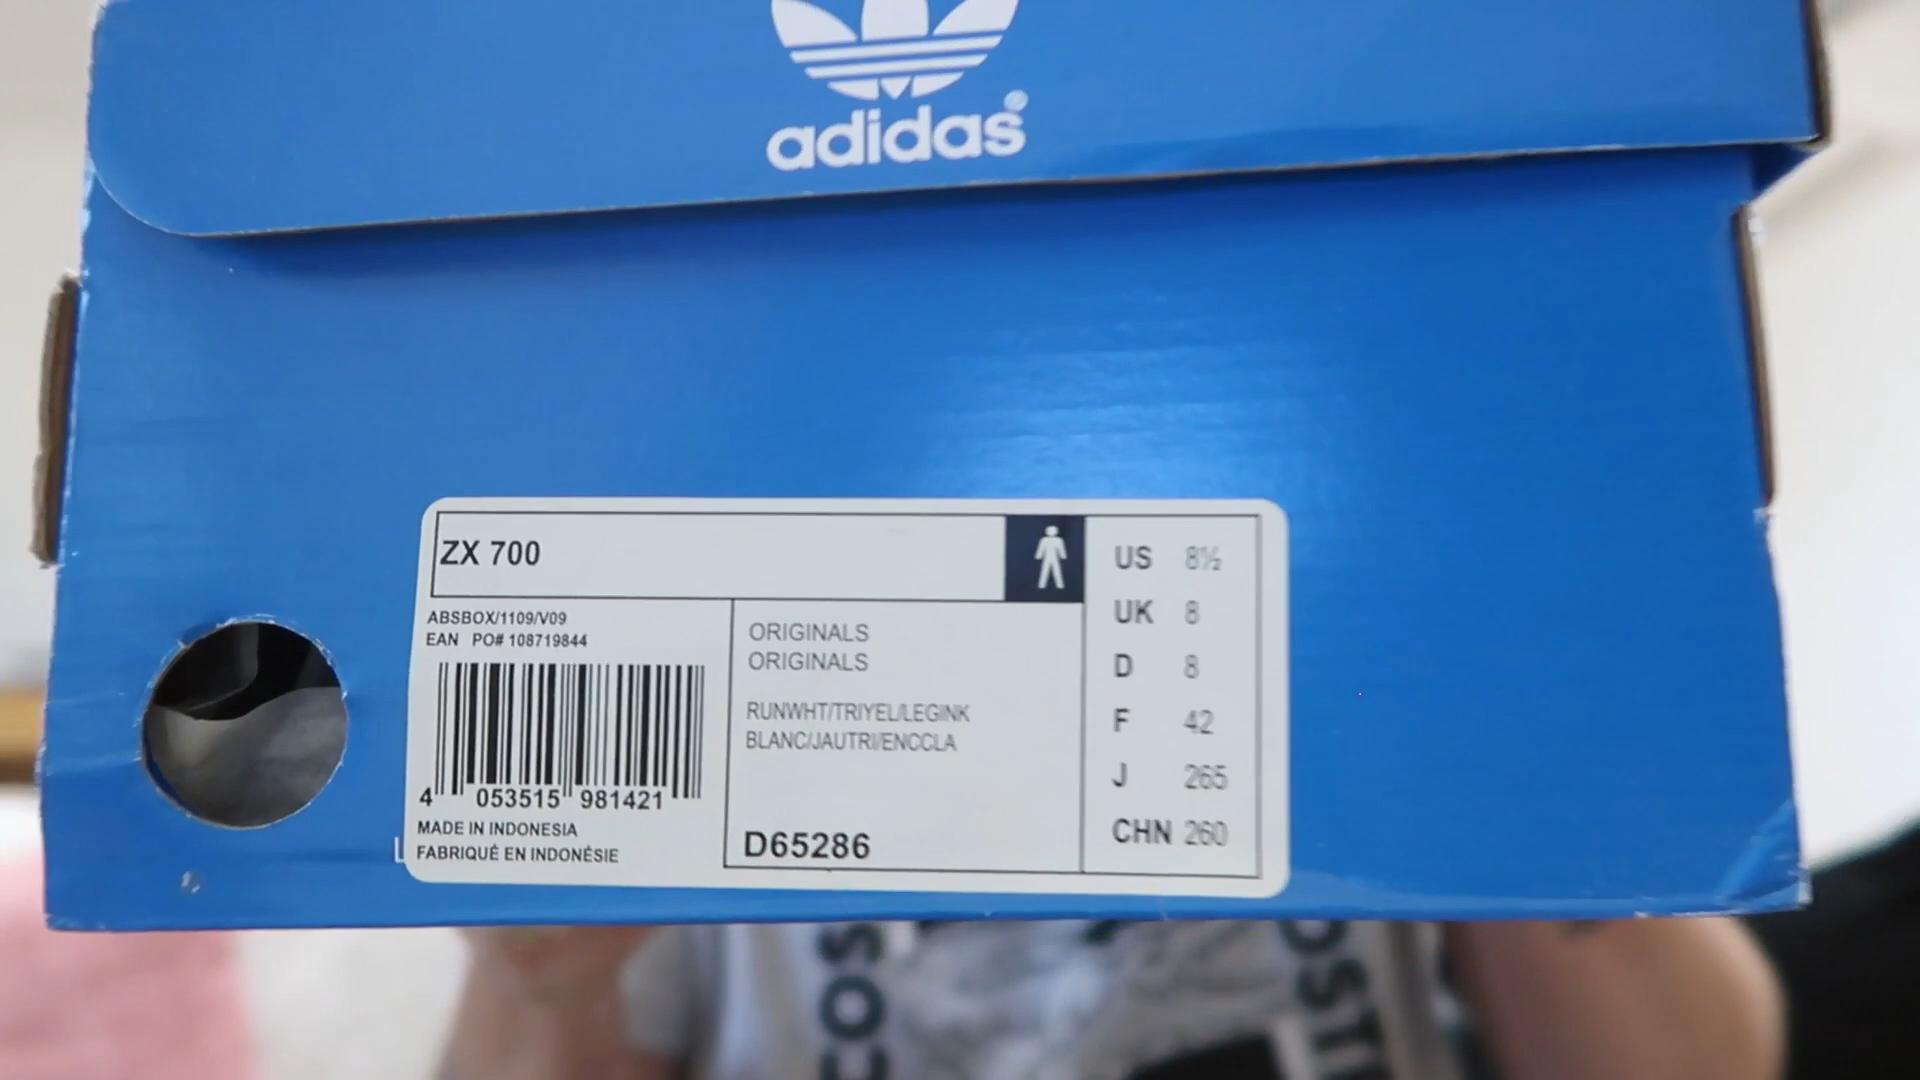 adidas®
ZX 700
ABSBOX/1109/V09
EAN PO# 108719844
4 053515 981421
MADE IN INDONESIA
FABRIQUÉ EN INDONÉSIE
ORIGINALS
ORIGINALS
RUNWHT/TRIYEL/LEGINK
BLANC/JAUTRI/ENCCLA
D65286
US 8½
UK 8
D 8
F 42
J 265
CHN 260